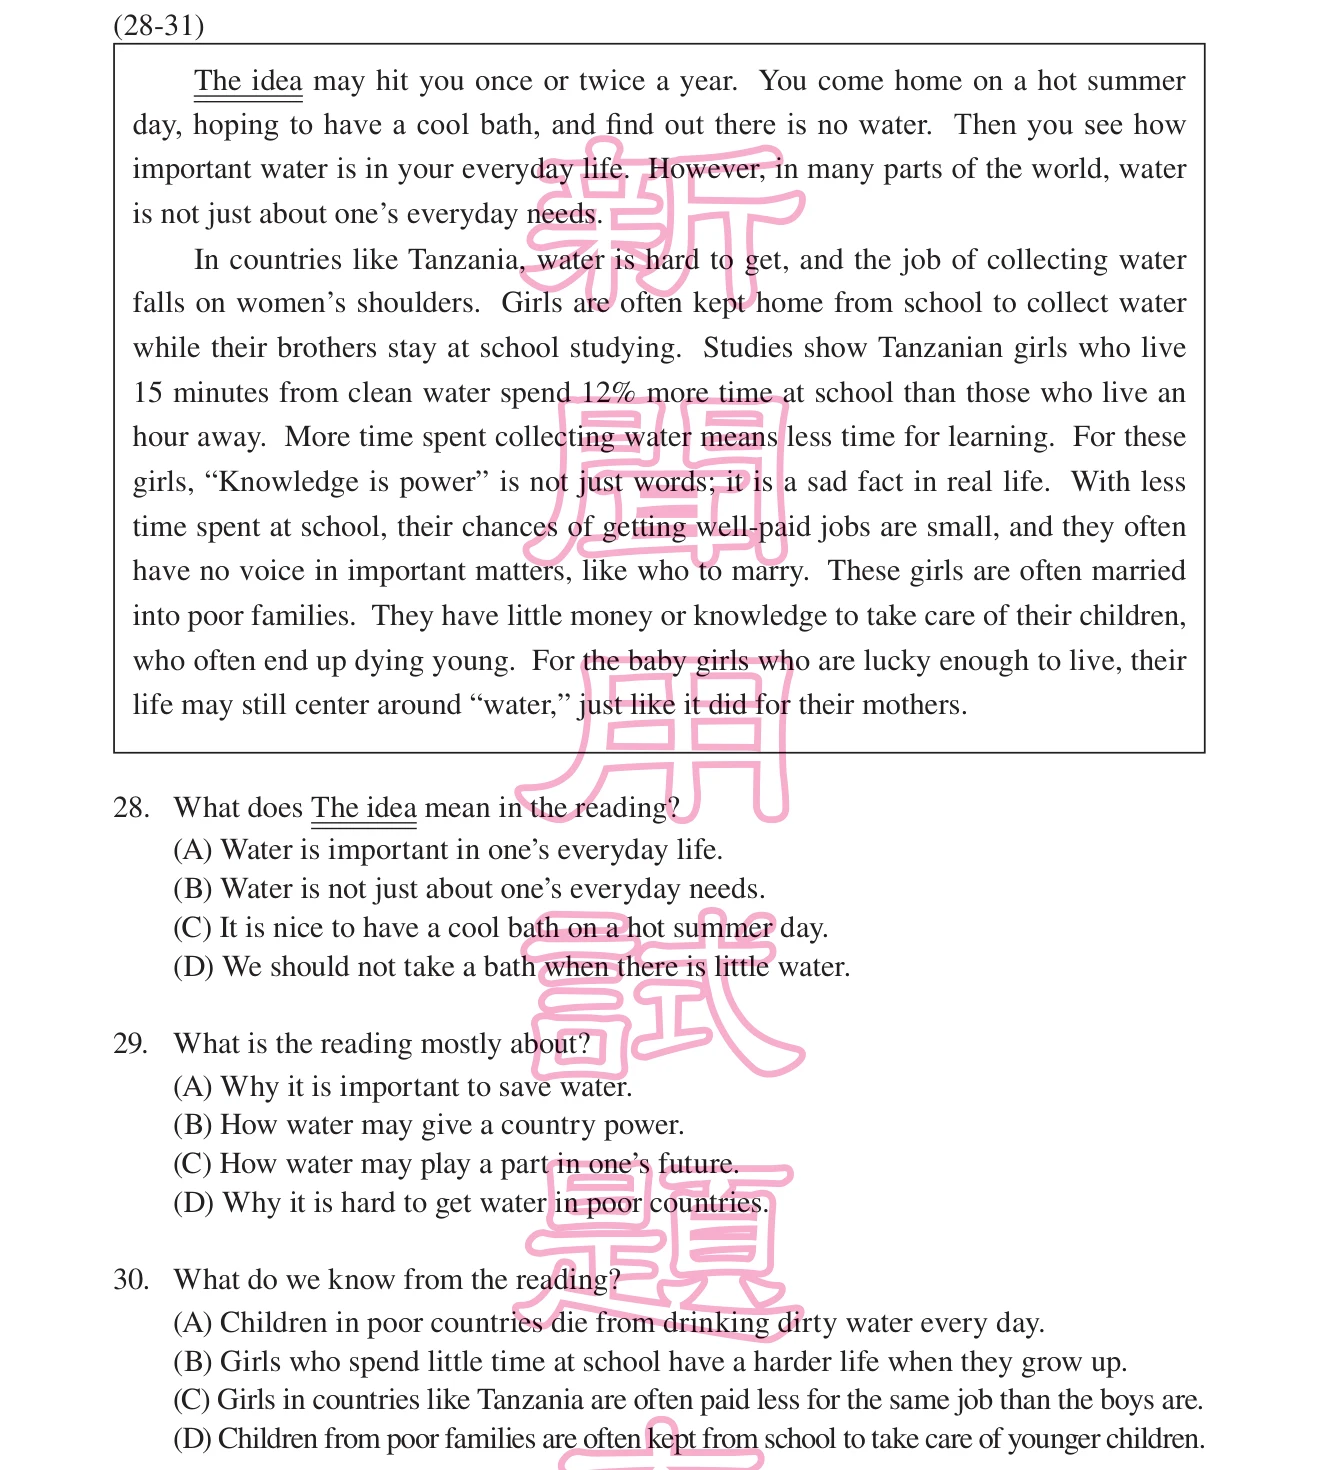 (28-31)
The idea may hit you once or twice a year. You come home on a hot summer
day, hoping to have a cool bath, and find out there is no water. Then you see how
important water is in your everyday life. However, in many parts of the world, water
is not just about one’s everyday needs.
In countries like Tanzania, water is hard to get, and the job of collecting water
falls on women’s shoulders. Girls are often kept home from school to collect water
while their brothers stay at school studying. Studies show Tanzanian girls who live
15 minutes from clean water spend 12% more time at school than those who live an
hour away. More time spent collecting water means less time for learning. For these
girls, “Knowledge is power” is not just words; it is a sad fact in real life. With less
time spent at school, their chances of getting well-paid jobs are small, and they often
have no voice in important matters, like who to marry. These girls are often married
into poor families. They have little money or knowledge to take care of their children,
who often end up dying young. For the baby girls who are lucky enough to live, their
life may still center around “water,” just like it did for their mothers.
28. What does The idea mean in the reading?
(A) Water is important in one’s everyday life.
(B) Water is not just about one’s everyday needs.
(C) It is nice to have a cool bath on a hot summer day.
(D) We should not take a bath when there is little water.
29. What is the reading mostly about?
(A) Why it is important to save water.
(B) How water may give a country power.
(C) How water may play a part in one’s future.
(D) Why it is hard to get water in poor countries.
30. What do we know from the reading?
(A) Children in poor countries die from drinking dirty water every day.
(B) Girls who spend little time at school have a harder life when they grow up.
(C) Girls in countries like Tanzania are often paid less for the same job than the boys are.
(D) Children from poor families are often kept from school to take care of younger children.
新
聞
用
試
題